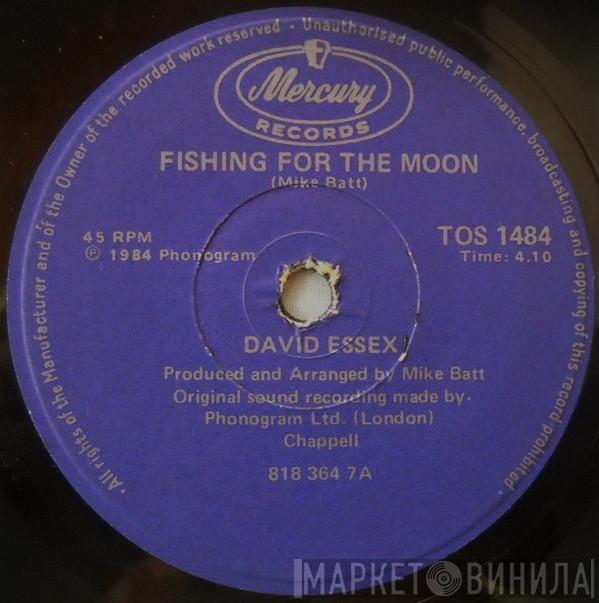 · All rights of the Manufacturer and of the Owner of the recorded work reserved · Unauthorised public performance, broadcasting and copying of this record prohibited ·
Mercury
RECORDS
FISHING FOR THE MOON
(Mike Batt)
45 RPM
℗ 1984 Phonogram
TOS 1484
Time: 4.10
DAVID ESSEX
Produced and Arranged by Mike Batt
Original sound recording made by
Phonogram Ltd. (London)
Chappell
818 364 7A
МАРКЕТ ВИНИЛА